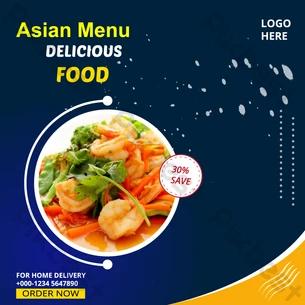 Asian Menu
DELICIOUS
FOOD
LOGO
HERE
30%
SAVE
FOR HOME DELIVERY
+000-1234 5647890
ORDER NOW